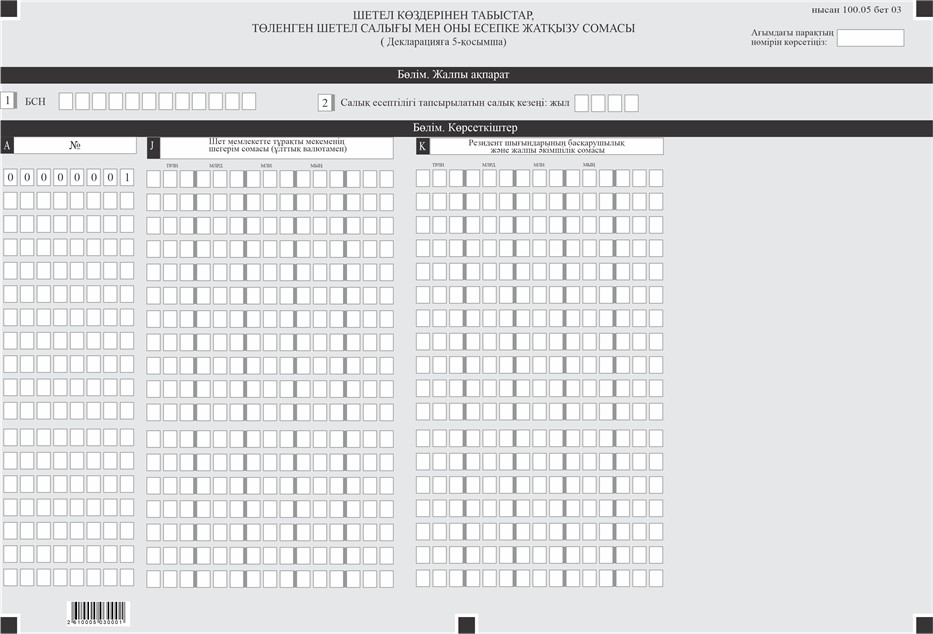 нысан 100.05 бет 03
ШЕТЕЛ КӨЗДЕРІНЕН ТАБЫСТАР,
ТӨЛЕНГЕН ШЕТЕЛ САЛЫҒЫ МЕН ОНЫ ЕСЕПКЕ ЖАТҚЫЗУ СОМАСЫ
( Декларацияға 5-қосымша)
Ағымдағы парақтың
нөмірін көрсетіңіз:
Бөлім. Жалпы ақпарат
1 БСН
2 Салық есептілігі тапсырылатын салық кезеңі: жыл
Бөлім. Көрсеткіштер
A №
J Шет мемлекетте тұрақты мекеменің
шегерім сомасы (ұлттық валютамен)
K Резидент шығындарының басқарушылық
және жалпы әкімшілік сомасы
ТРЛН МЛРД МЛН МЫҢ
ТРЛН МЛРД МЛН МЫҢ
0 0 0 0 0 0 0 1
2610005030001